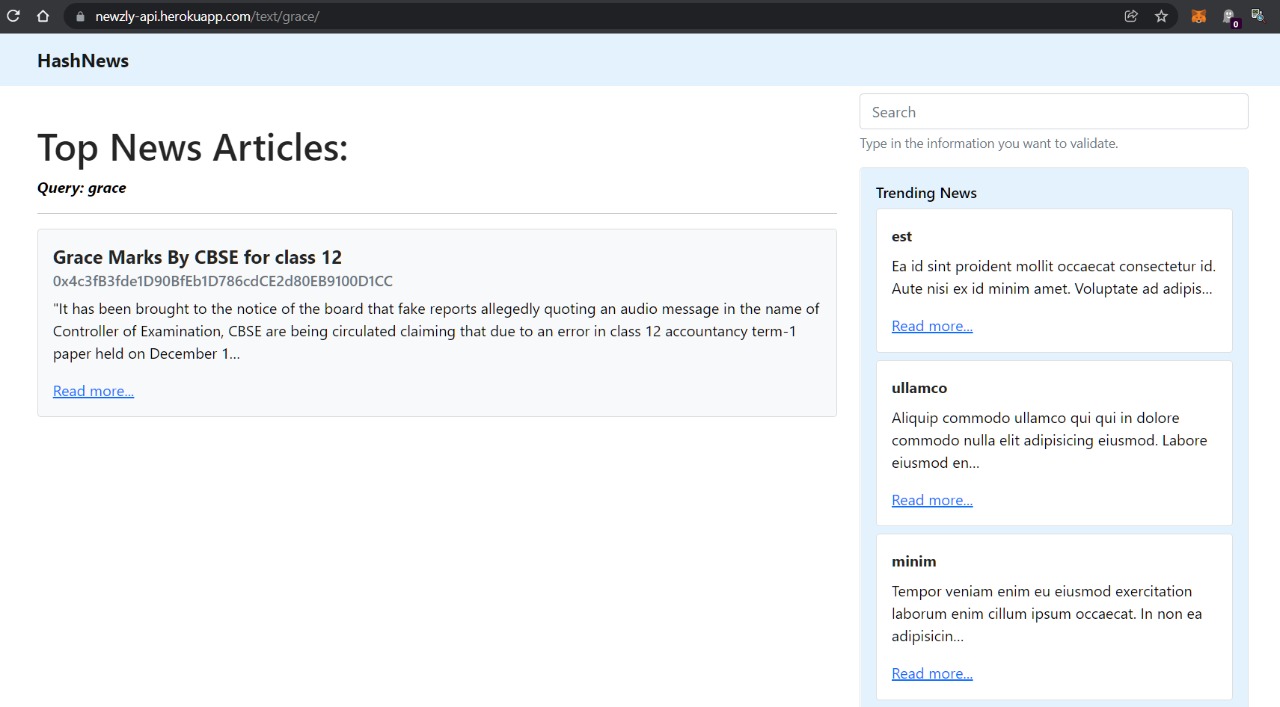 newzly-api.herokuapp.com/text/grace/
0
HashNews
Top News Articles:
Query: grace
Grace Marks By CBSE for class 12
0x4c3fB3fde1D90BfEb1D786cdCE2d80EB9100D1CC
"It has been brought to the notice of the board that fake reports allegedly quoting an audio message in the name of
Controller of Examination, CBSE are being circulated claiming that due to an error in class 12 accountancy term-1
paper held on December 1...
Read more...
Search
Type in the information you want to validate.
Trending News
est
Ea id sint proident mollit occaecat consectetur id.
Aute nisi ex id minim amet. Voluptate ad adipis...
Read more...
ullamco
Aliquip commodo ullamco qui qui in dolore
commodo nulla elit adipisicing eiusmod. Labore
eiusmod en...
Read more...
minim
Tempor veniam enim eu eiusmod exercitation
laborum enim cillum ipsum occaecat. In non ea
adipisicin...
Read more...